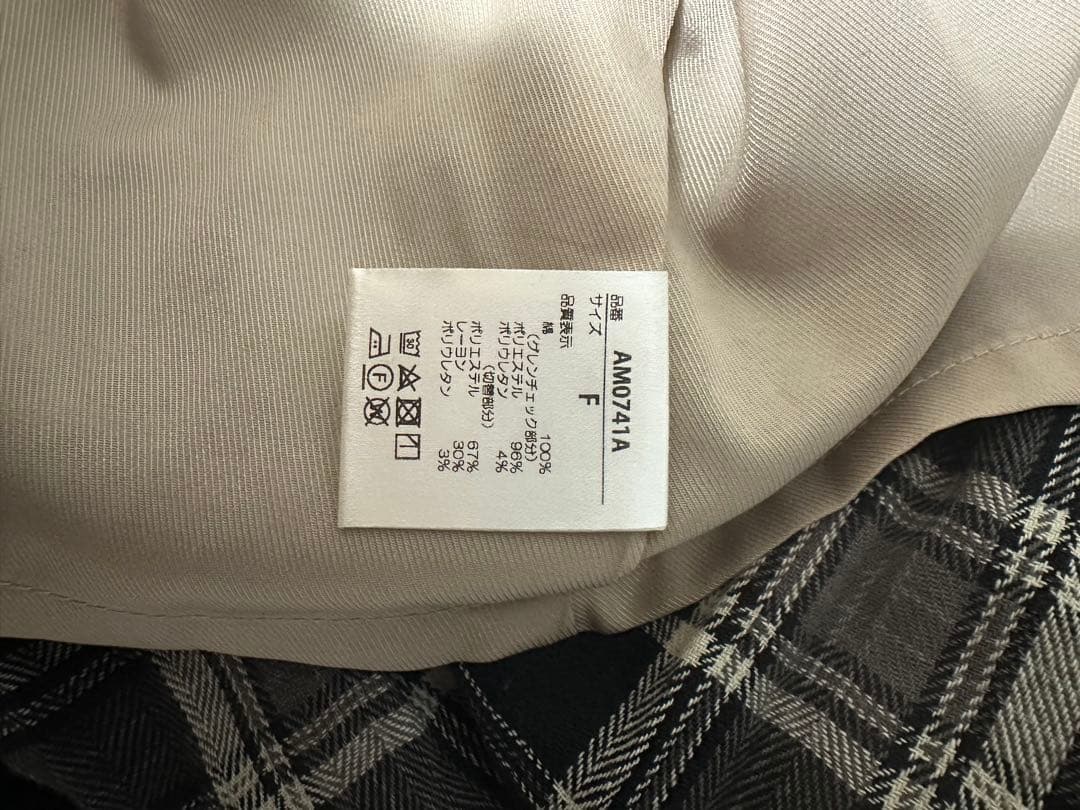 品番 AM0741A
サイズ F
品質表示
綿 100%
(グレンチェック部分)
ポリエステル 96%
ポリウレタン 4%
(切替部分)
ポリエステル 67%
レーヨン 30%
ポリウレタン 3%
30
F
W